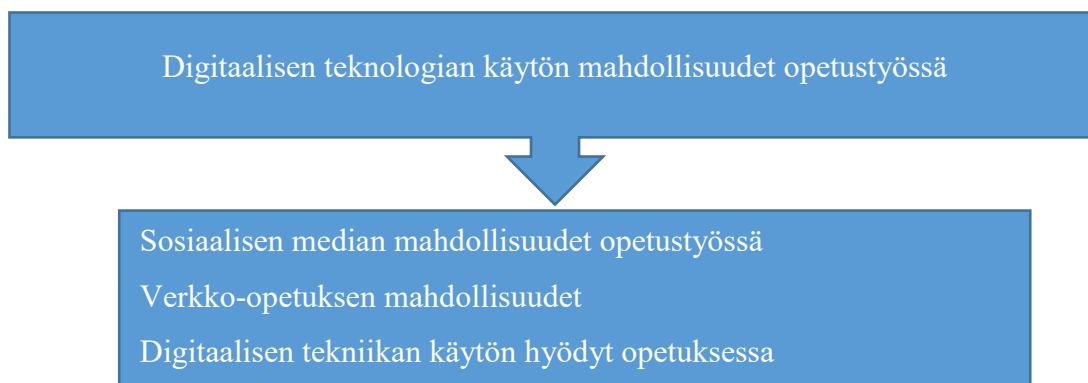 Digitaalisen teknologian käytön mahdollisuudet opetustyössä
Sosiaalisen median mahdollisuudet opetustyössä
Verkko-opetuksen mahdollisuudet
Digitaalisen tekniikan käytön hyödyt opetuksessa